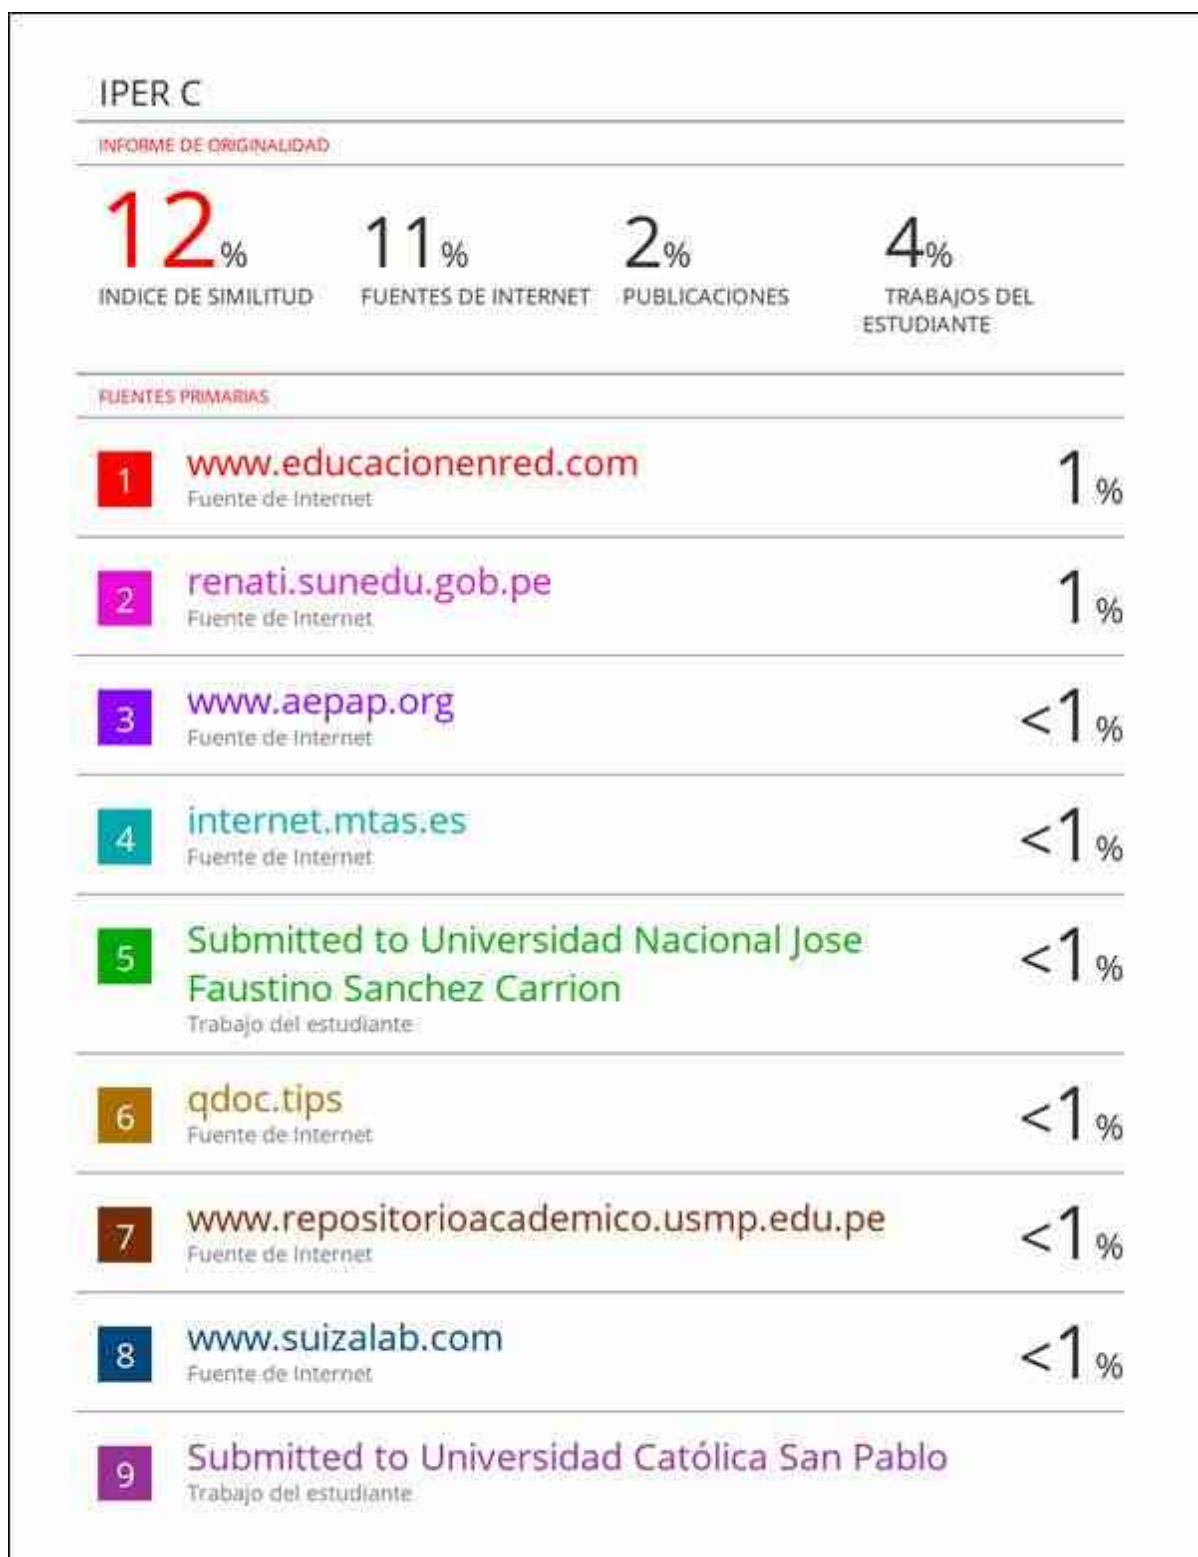 IPER C
INFORME DE ORIGINALIDAD
12%
INDICE DE SIMILITUD
11%
FUENTES DE INTERNET
2%
PUBLICACIONES
4%
TRABAJOS DEL
ESTUDIANTE
FUENTES PRIMARIAS
1 www.educacionenred.com 1%
Fuente de Internet
2 renati.sunedu.gob.pe 1%
Fuente de Internet
3 www.aepap.org <1%
Fuente de Internet
4 internet.mtas.es <1%
Fuente de Internet
5 Submitted to Universidad Nacional Jose <1%
Faustino Sanchez Carrion
Trabajo del estudiante
6 qdoc.tips <1%
Fuente de Internet
7 www.repositorioacademico.usmp.edu.pe <1%
Fuente de Internet
8 www.suizalab.com <1%
Fuente de Internet
9 Submitted to Universidad Católica San Pablo
Trabajo del estudiante